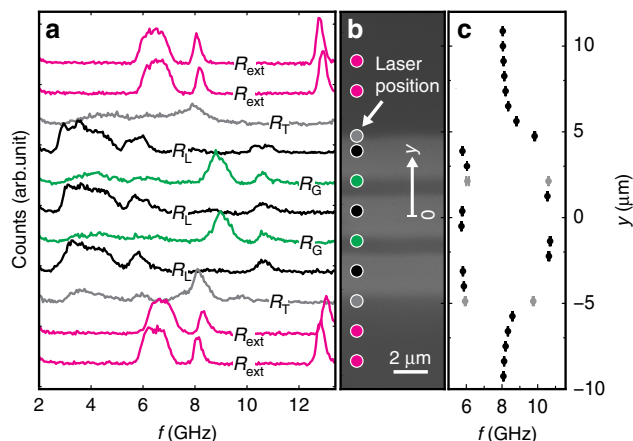 a
b
c
R_ext
R_ext
R_T
R_L
R_G
R_L
R_G
R_L
R_T
R_ext
R_ext
Counts (arb.unit)
2 4 6 8 10 12
f (GHz)
Laser
position
y
0
2 μm
6 8 10
f (GHz)
10
5
0
−5
−10
y (μm)